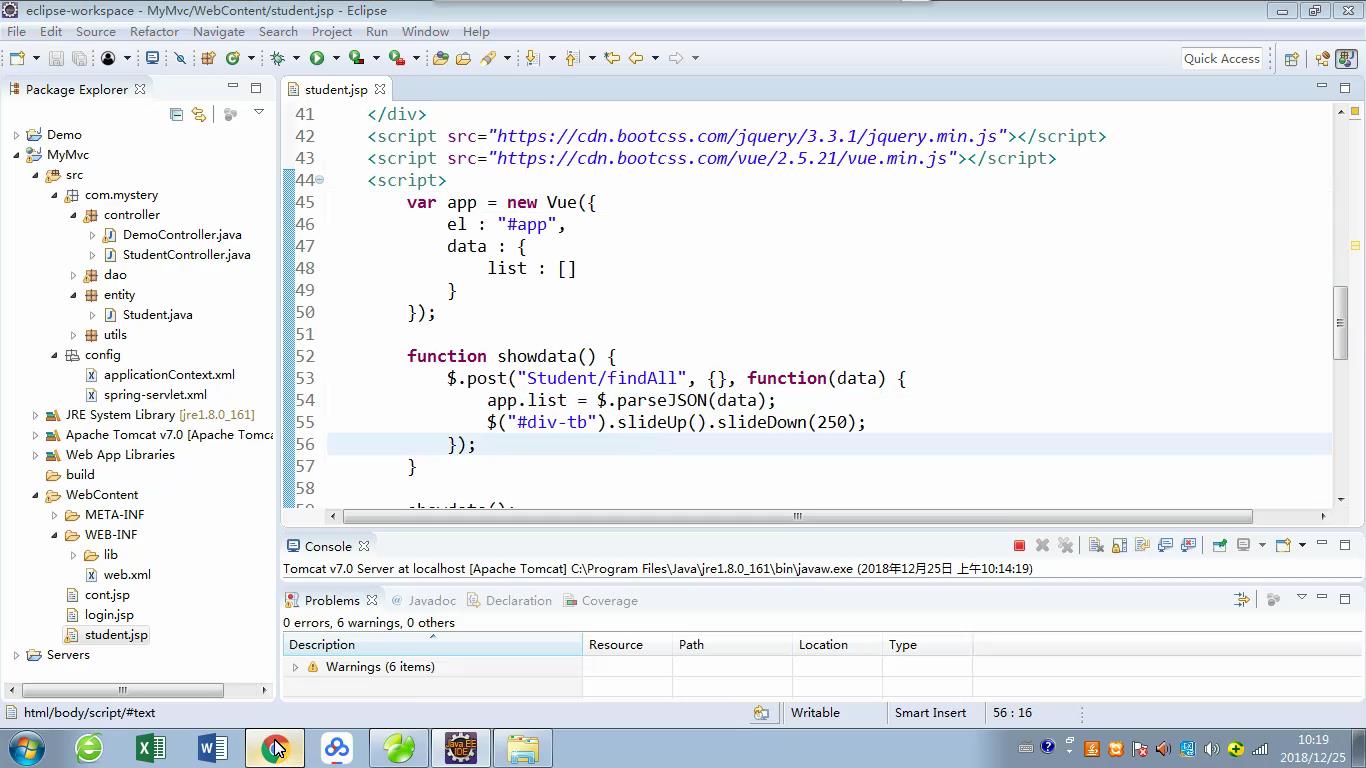 eclipse-workspace - MyMvc/WebContent/student.jsp - Eclipse
File Edit Source Refactor Navigate Search Project Run Window Help
Quick Access
Package Explorer
Demo
MyMvc
src
com.mystery
controller
DemoController.java
StudentController.java
dao
entity
Student.java
utils
config
applicationContext.xml
spring-servlet.xml
JRE System Library [jre1.8.0_161]
Apache Tomcat v7.0 [Apache Tomca
Web App Libraries
build
WebContent
META-INF
WEB-INF
lib
web.xml
cont.jsp
login.jsp
student.jsp
Servers
student.jsp
41 </div>
42 <script src="https://cdn.bootcss.com/jquery/3.3.1/jquery.min.js"></script>
43 <script src="https://cdn.bootcss.com/vue/2.5.21/vue.min.js"></script>
44 <script>
45 var app = new Vue({
46 el : "#app",
47 data : {
48 list : []
49 }
50 });
51
52 function showdata() {
53 $.post("Student/findAll", {}, function(data) {
54 app.list = $.parseJSON(data);
55 $("#div-tb").slideUp().slideDown(250);
56 });
57 }
58
Console
Tomcat v7.0 Server at localhost [Apache Tomcat] C:\Program Files\Java\jre1.8.0_161\bin\javaw.exe (2018年12月25日 上午10:14:19)
Problems @ Javadoc Declaration Coverage
0 errors, 6 warnings, 0 others
Description Resource Path Location Type
Warnings (6 items)
html/body/script/#text Writable Smart Insert 56 : 16
Java EE
IDE
10:19
2018/12/25